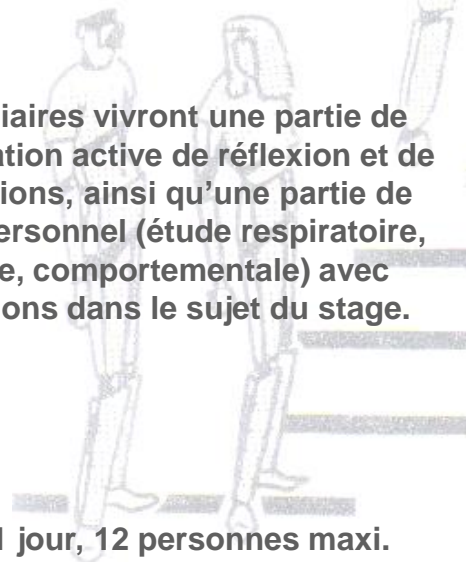 iaires vivront une partie de
ation active de réflexion et de
ions, ainsi qu’une partie de
ersonnel (étude respiratoire,
e, comportementale) avec
ons dans le sujet du stage.
1 jour, 12 personnes maxi.